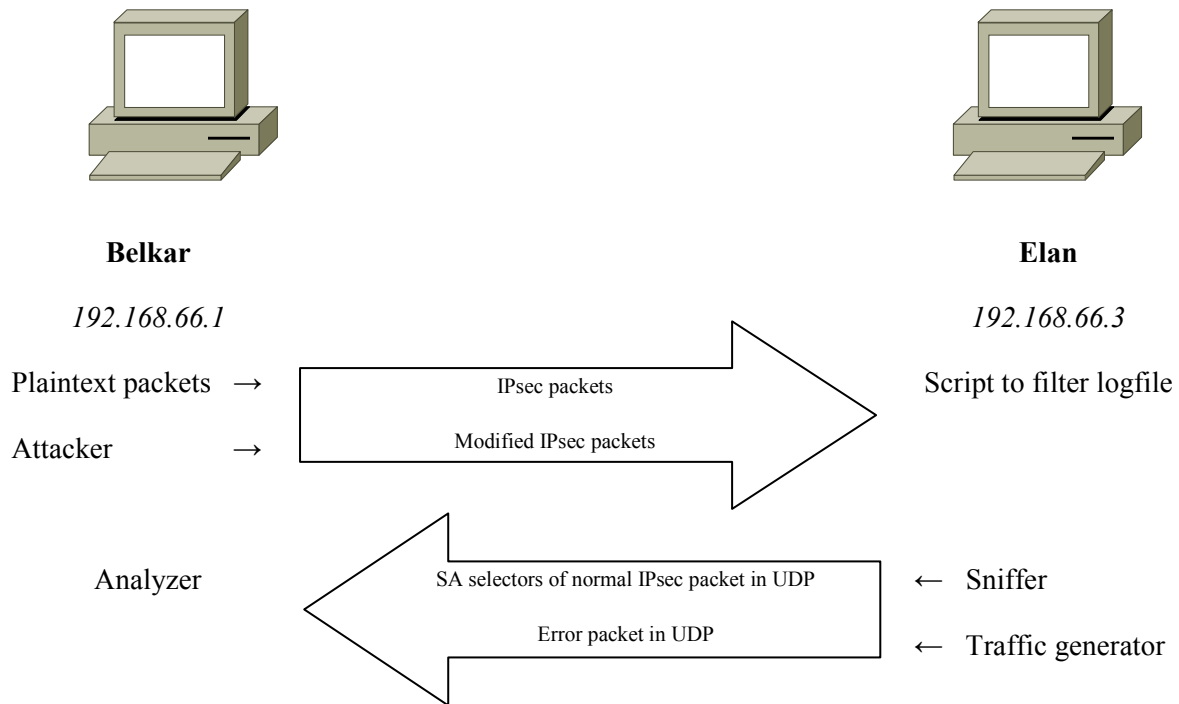 Belkar
Elan
192.168.66.1
192.168.66.3
Plaintext packets →
IPsec packets
Script to filter logfile
Attacker →
Modified IPsec packets
Analyzer
SA selectors of normal IPsec packet in UDP
← Sniffer
Error packet in UDP
← Traffic generator